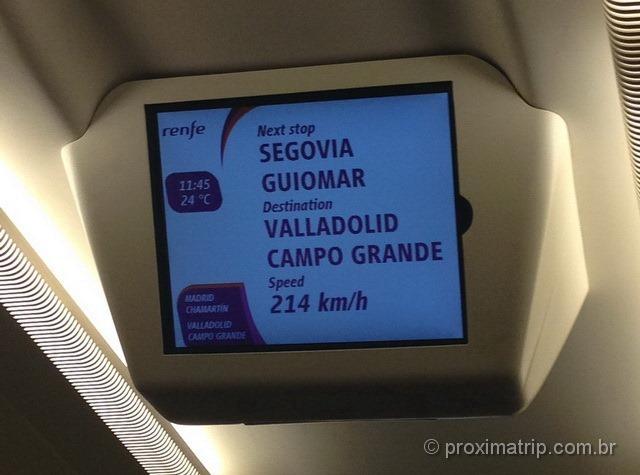 renfe
Next stop
SEGOVIA
GUIOMAR
11:45
24 °C
Destination
VALLADOLID
CAMPO GRANDE
Speed
214 km/h
MADRID
CHAMARTÍN
VALLADOLID
CAMPO GRANDE
© proximatrip.com.br